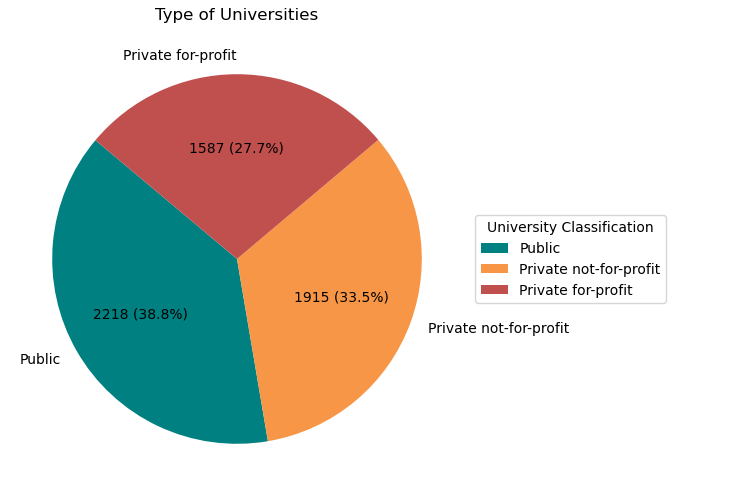 Type of Universities
Private for-profit
1587 (27.7%)
University Classification
Public
Private not-for-profit
Private for-profit
1915 (33.5%)
2218 (38.8%)
Private not-for-profit
Public